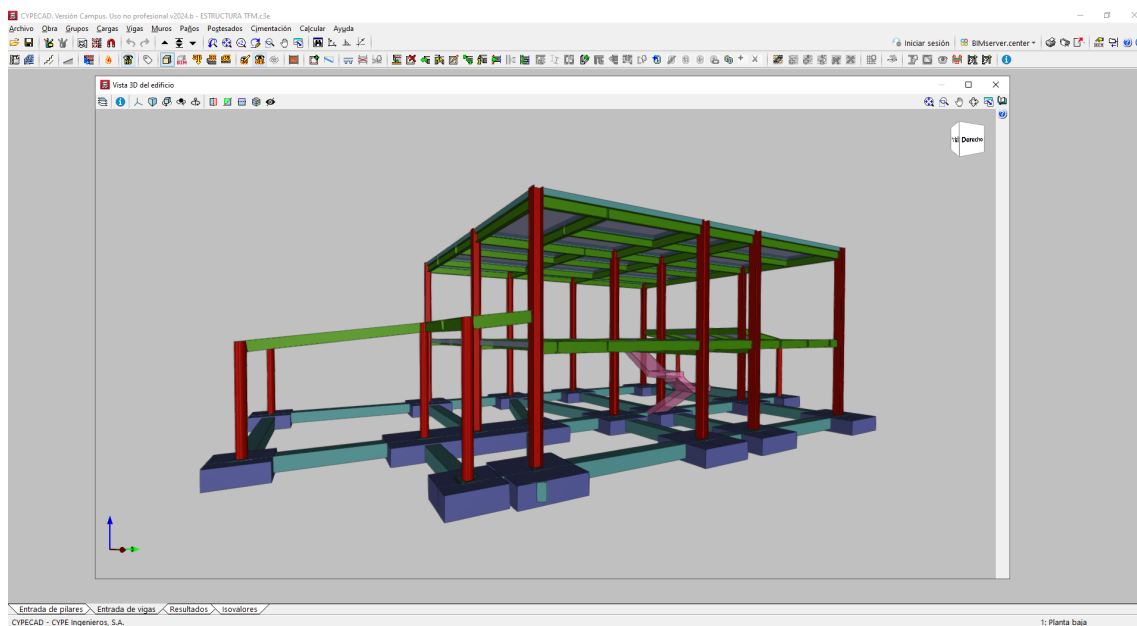 CYPECAD. Versión Campus. Uso no profesional v2024.b - ESTRUCTURA TFM.c3e
Archivo Obra Grupos Cargas Vigas Muros Paños Postesados Cimentación Calcular Ayuda
Iniciar sesión BIMserver.center
Vista 3D del edificio
Derecho
Entrada de pilares Entrada de vigas Resultados Isovalores
CYPECAD - CYPE Ingenieros, S.A. 1: Planta baja